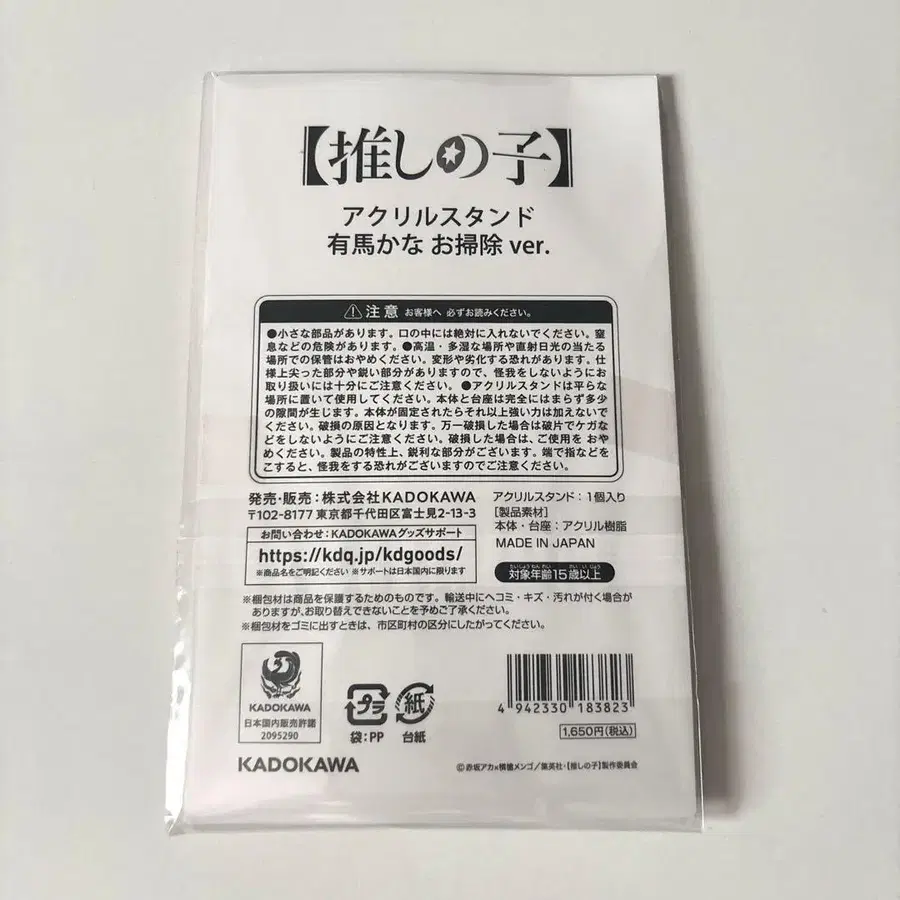 【推しの子】
アクリルスタンド
有馬かな お掃除 ver.
注意 お客様へ 必ずお読みください。
●小さな部品があります。口の中には絶対に入れないでください。窒
息などの危険があります。●高温・多湿な場所や直射日光の当たる
場所での保管はおやめください。変形や劣化する恐れがあります。仕
様上尖った部分や鋭い部分がありますので、怪我をしないようにお
取り扱いには十分にご注意ください。●アクリルスタンドは平らな
場所に置いて使用してください。本体と台座は完全にはまらず多少
の隙間が生じます。本体が固定されたらそれ以上強い力は加えないで
ください。破損の原因となります。万一破損した場合は破片でケガな
どをしないようにご注意ください。破損した場合は、ご使用を おや
めください。製品の特性上、鋭利な部分がございます。端で指などを
こすると、怪我をする恐れがございますのでご注意ください。
発売・販売：株式会社KADOKAWA
〒102-8177 東京都千代田区富士見2-13-3
お問い合わせ：KADOKAWAグッズサポート
https://kdq.jp/kdgoods/
※商品名をご明記ください ※サポートは日本国内に限ります
アクリルスタンド：1個入り
[製品素材]
本体・台座：アクリル樹脂
MADE IN JAPAN
対象年齢15歳以上
※梱包材は商品を保護するためのものです。輸送中にヘコミ・キズ・汚れが付く場合が
ありますが、お取り替えできないことを予めご了承ください。
※梱包材をゴミに出すときは、市区町村の区分にしたがってください。
KADOKAWA
日本国内販売許諾
2095290
プラ
袋：PP
紙
台紙
4 942330 183823
1,650円(税込)
KADOKAWA
©赤坂アカ×横槍メンゴ／集英社・【推しの子】製作委員会